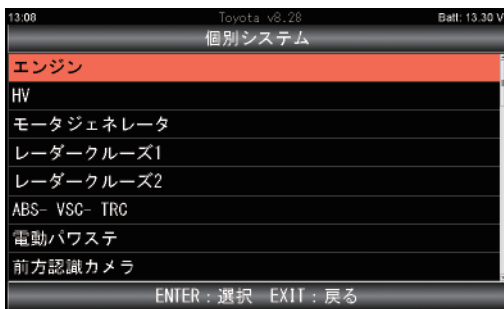 13:08 Toyota v8.28 Batt: 13.30 V
個別システム
エンジン
HV
モータジェネレータ
レーダークルーズ1
レーダークルーズ2
ABS- VSC- TRC
電動パワステ
前方認識カメラ
ENTER：選択 EXIT：戻る